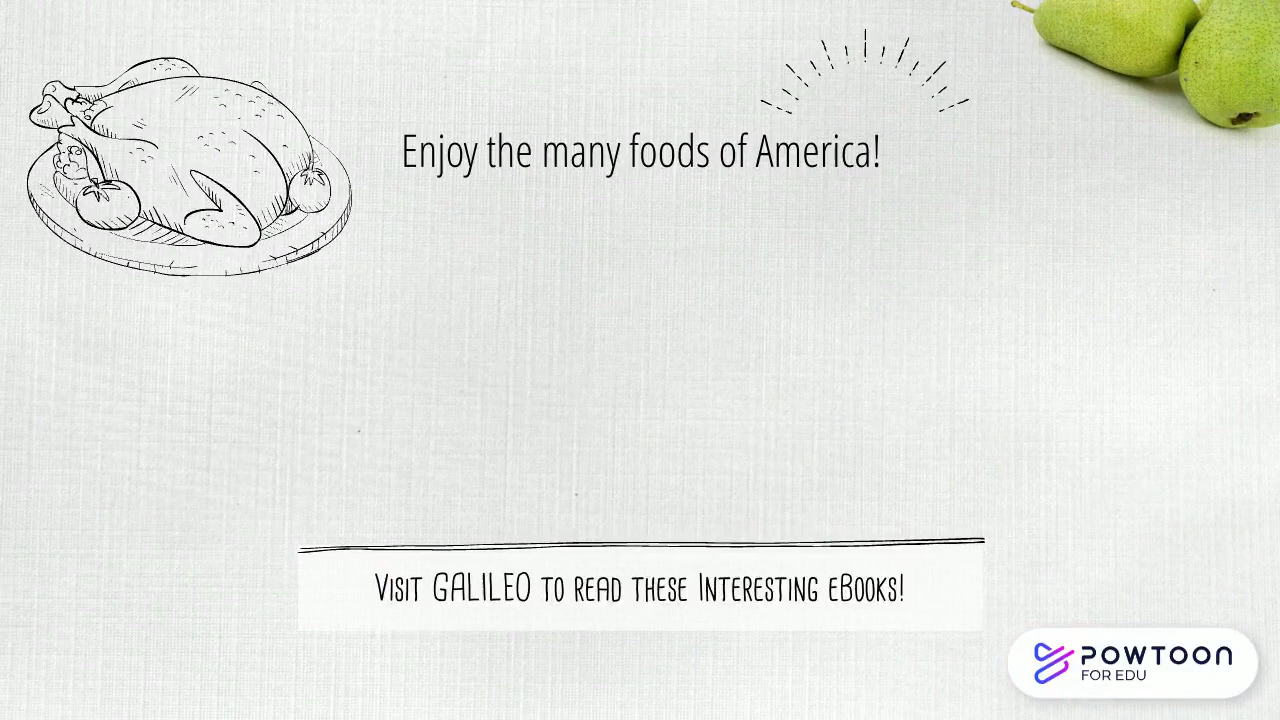 Enjoy the many foods of America!
Visit GALILEO to read these Interesting eBooks!
POWTOON
FOR EDU